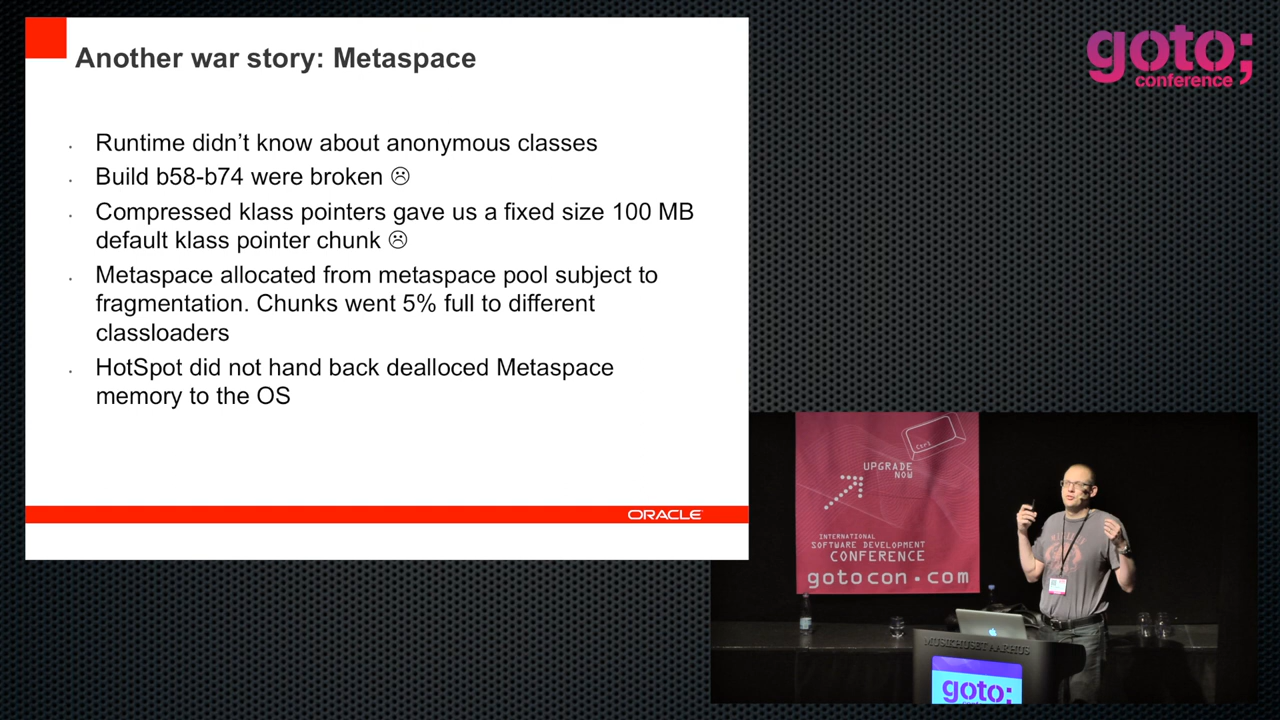 Another war story: Metaspace
· Runtime didn’t know about anonymous classes
· Build b58-b74 were broken ☹
· Compressed klass pointers gave us a fixed size 100 MB
default klass pointer chunk ☹
· Metaspace allocated from metaspace pool subject to
fragmentation. Chunks went 5% full to different
classloaders
· HotSpot did not hand back dealloced Metaspace
memory to the OS
ORACLE
goto;
conference
Ctrl
UPGRADE
NOW
INTERNATIONAL
SOFTWARE DEVELOPMENT
CONFERENCE
gotocon.com
MUSIKHUSET AARHUS
goto;